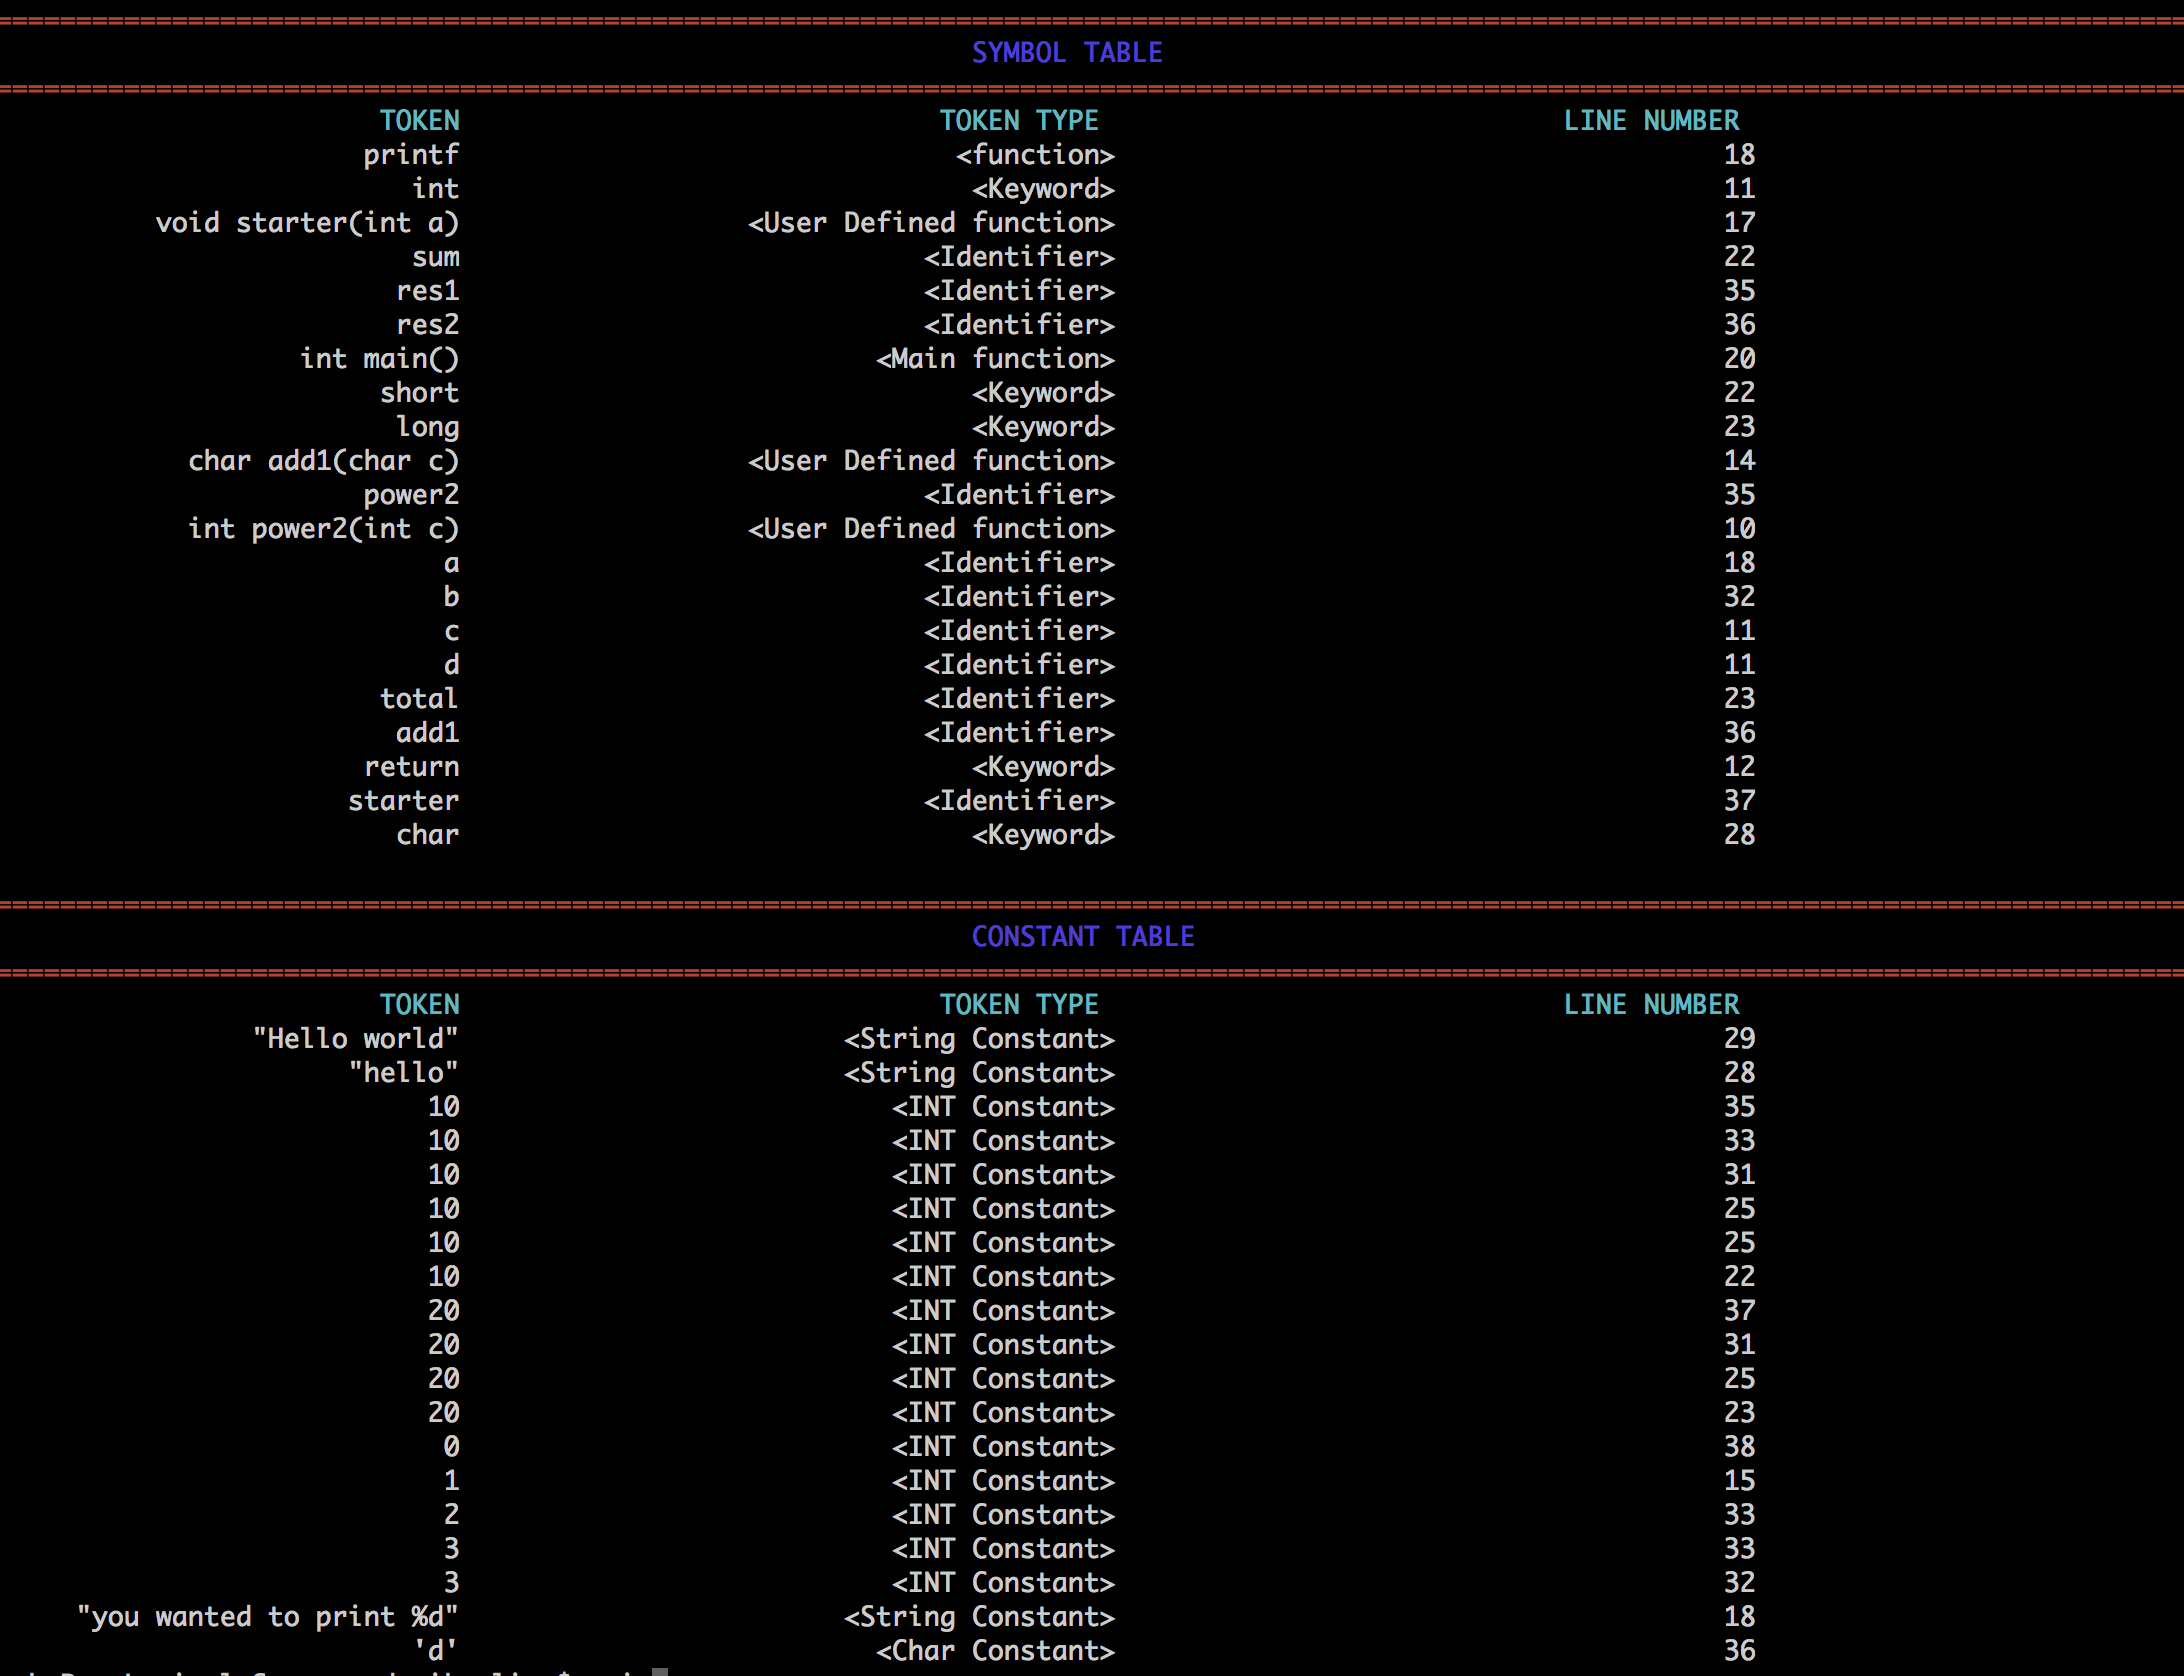 SYMBOL TABLE
TOKEN TOKEN TYPE LINE NUMBER
printf <function> 18
int <Keyword> 11
void starter(int a) <User Defined function> 17
sum <Identifier> 22
res1 <Identifier> 35
res2 <Identifier> 36
int main() <Main function> 20
short <Keyword> 22
long <Keyword> 23
char add1(char c) <User Defined function> 14
power2 <Identifier> 35
int power2(int c) <User Defined function> 10
a <Identifier> 18
b <Identifier> 32
c <Identifier> 11
d <Identifier> 11
total <Identifier> 23
add1 <Identifier> 36
return <Keyword> 12
starter <Identifier> 37
char <Keyword> 28
CONSTANT TABLE
TOKEN TOKEN TYPE LINE NUMBER
"Hello world" <String Constant> 29
"hello" <String Constant> 28
10 <INT Constant> 35
10 <INT Constant> 33
10 <INT Constant> 31
10 <INT Constant> 25
10 <INT Constant> 25
10 <INT Constant> 22
20 <INT Constant> 37
20 <INT Constant> 31
20 <INT Constant> 25
20 <INT Constant> 23
0 <INT Constant> 38
1 <INT Constant> 15
2 <INT Constant> 33
3 <INT Constant> 33
3 <INT Constant> 32
"you wanted to print %d" <String Constant> 18
'd' <Char Constant> 36